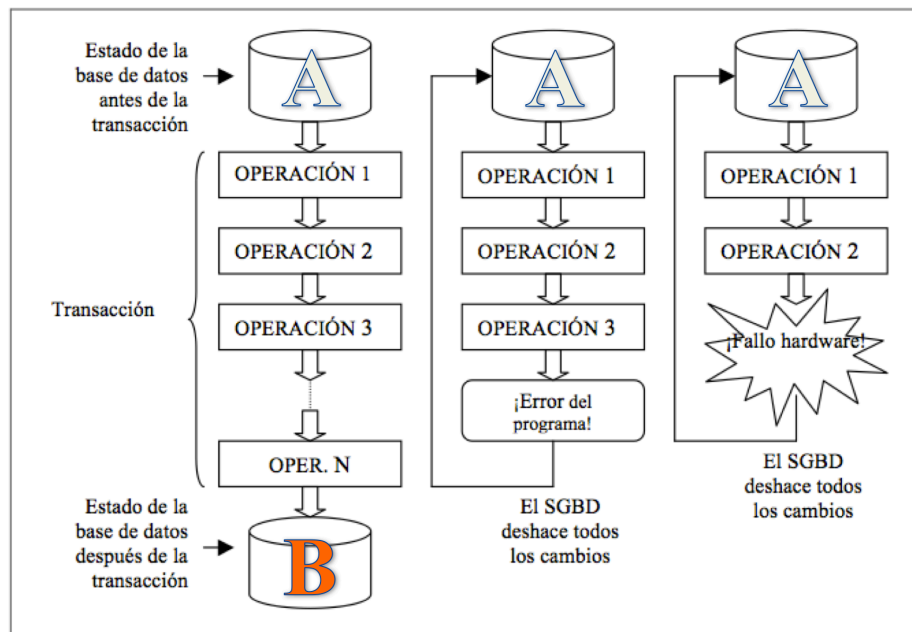 Estado de la
base de datos
antes de la
transacción
A
OPERACIÓN 1
OPERACIÓN 2
OPERACIÓN 3
Transacción
OPER. N
Estado de la
base de datos
después de la
transacción
B
A
OPERACIÓN 1
OPERACIÓN 2
OPERACIÓN 3
¡Error del
programa!
El SGBD
deshace todos
los cambios
A
OPERACIÓN 1
OPERACIÓN 2
¡Fallo hardware!
El SGBD
deshace todos
los cambios